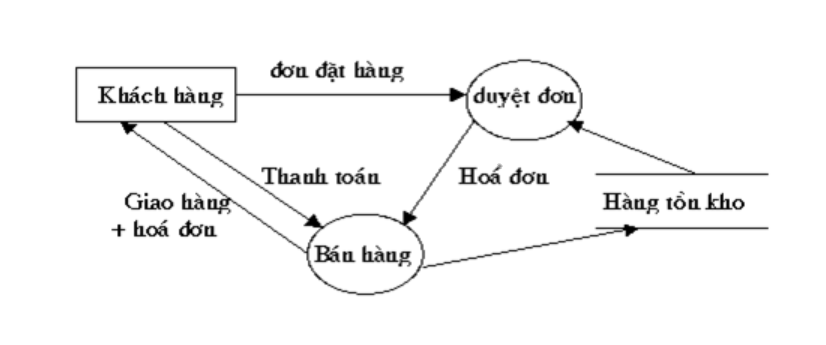 đơn đặt hàng
Khách hàng
duyệt đơn
Thanh toán
Hoá đơn
Giao hàng
+ hoá đơn
Hàng tồn kho
Bán hàng